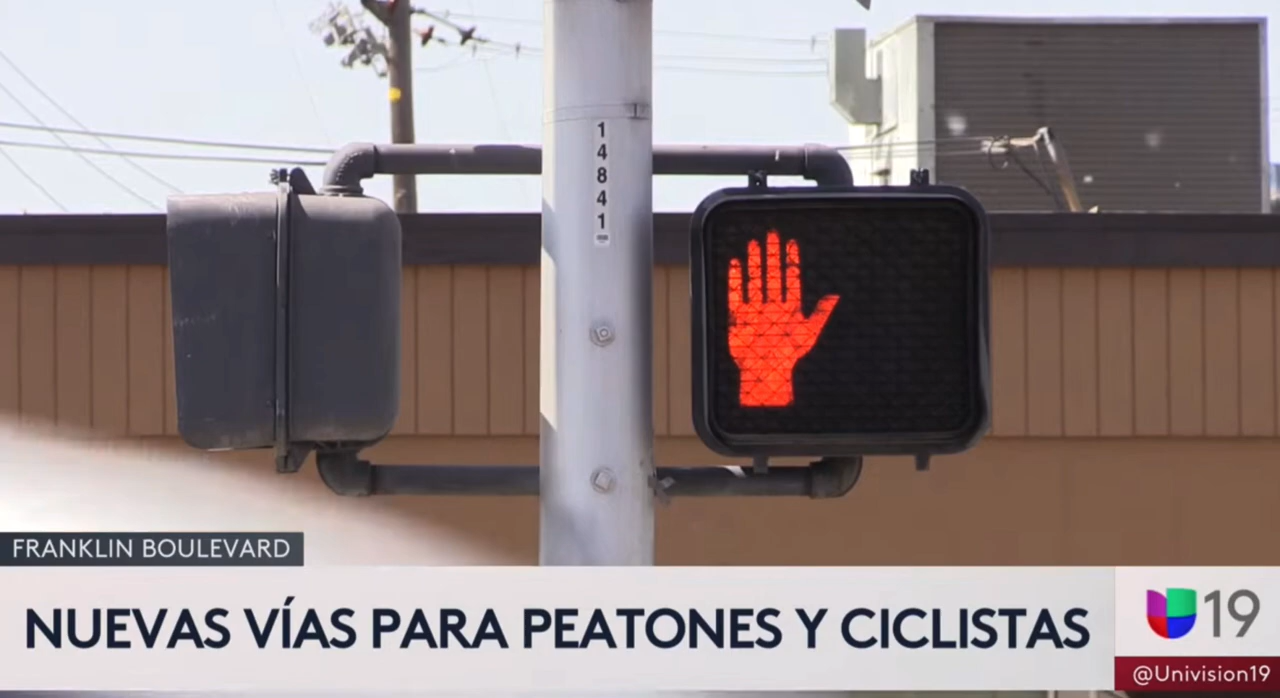 14841
FRANKLIN BOULEVARD
NUEVAS VÍAS PARA PEATONES Y CICLISTAS
19
@Univision19